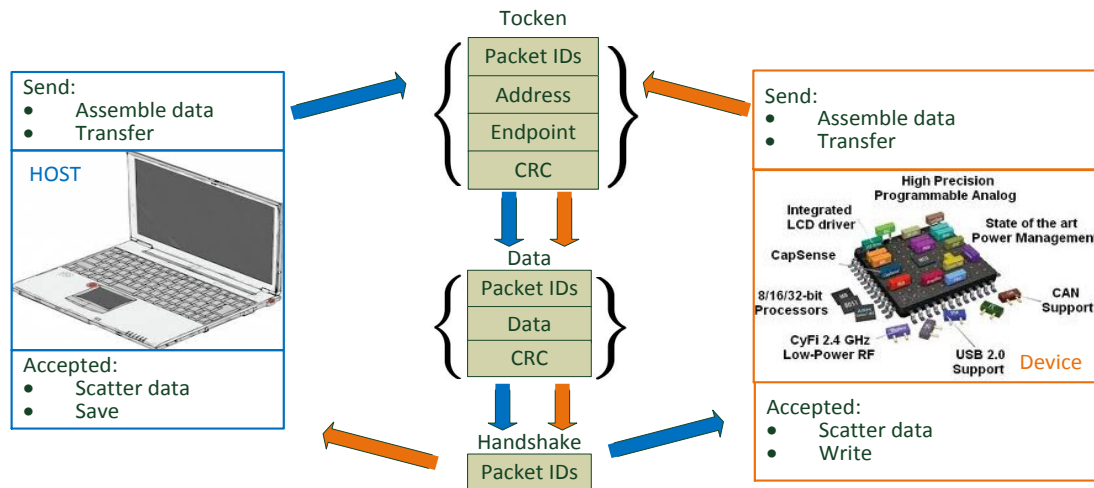 Tocken
Packet IDs
Address
Endpoint
CRC
Send:
• Assemble data
• Transfer
HOST
Accepted:
• Scatter data
• Save
Data
Packet IDs
Data
CRC
Handshake
Packet IDs
Send:
• Assemble data
• Transfer
High Precision
Programmable Analog
Integrated
LCD driver
State of the art
Power Management
CapSense
8/16/32-bit
Processors
M8
8051
CAN
Support
CyFi 2.4 GHz
Low-Power RF
USB 2.0
Support
Device
Accepted:
• Scatter data
• Write